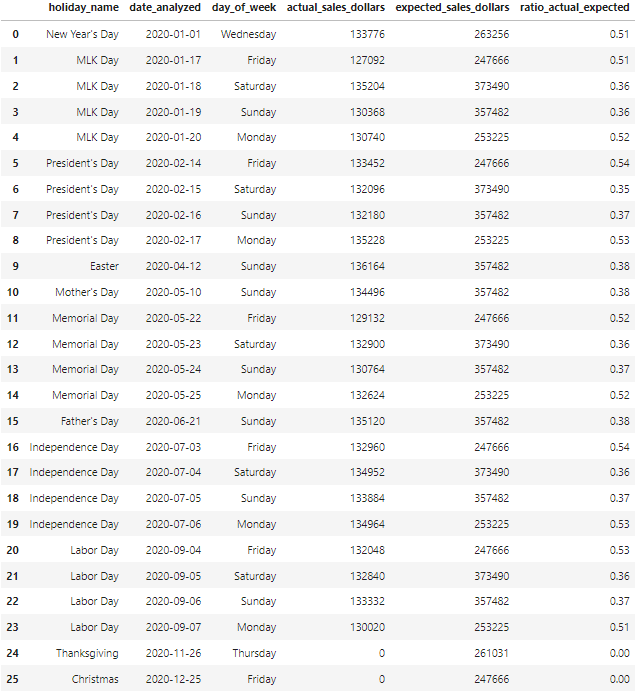 holiday_name date_analyzed day_of_week actual_sales_dollars expected_sales_dollars ratio_actual_expected
0 New Year's Day 2020-01-01 Wednesday 133776 263256 0.51
1 MLK Day 2020-01-17 Friday 127092 247666 0.51
2 MLK Day 2020-01-18 Saturday 135204 373490 0.36
3 MLK Day 2020-01-19 Sunday 130368 357482 0.36
4 MLK Day 2020-01-20 Monday 130740 253225 0.52
5 President's Day 2020-02-14 Friday 133452 247666 0.54
6 President's Day 2020-02-15 Saturday 132096 373490 0.35
7 President's Day 2020-02-16 Sunday 132180 357482 0.37
8 President's Day 2020-02-17 Monday 135228 253225 0.53
9 Easter 2020-04-12 Sunday 136164 357482 0.38
10 Mother's Day 2020-05-10 Sunday 134496 357482 0.38
11 Memorial Day 2020-05-22 Friday 129132 247666 0.52
12 Memorial Day 2020-05-23 Saturday 132900 373490 0.36
13 Memorial Day 2020-05-24 Sunday 130764 357482 0.37
14 Memorial Day 2020-05-25 Monday 132624 253225 0.52
15 Father's Day 2020-06-21 Sunday 135120 357482 0.38
16 Independence Day 2020-07-03 Friday 132960 247666 0.54
17 Independence Day 2020-07-04 Saturday 134952 373490 0.36
18 Independence Day 2020-07-05 Sunday 133884 357482 0.37
19 Independence Day 2020-07-06 Monday 134964 253225 0.53
20 Labor Day 2020-09-04 Friday 132048 247666 0.53
21 Labor Day 2020-09-05 Saturday 132840 373490 0.36
22 Labor Day 2020-09-06 Sunday 133332 357482 0.37
23 Labor Day 2020-09-07 Monday 130020 253225 0.51
24 Thanksgiving 2020-11-26 Thursday 0 261031 0.00
25 Christmas 2020-12-25 Friday 0 247666 0.00